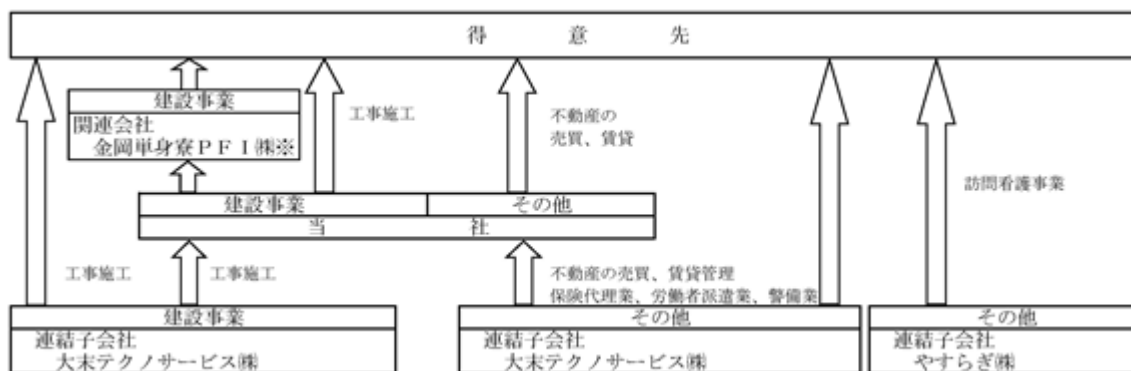 得意先
建設事業
関連会社
金岡単身寮PFI㈱※
工事施工
不動産の
売買、賃貸
訪問看護事業
建設事業
その他
当社
工事施工
工事施工
不動産の売買、賃貸管理
保険代理業、労働者派遣業、警備業
建設事業
連結子会社
大末テクノサービス㈱
その他
連結子会社
大末テクノサービス㈱
その他
連結子会社
やすらぎ㈱